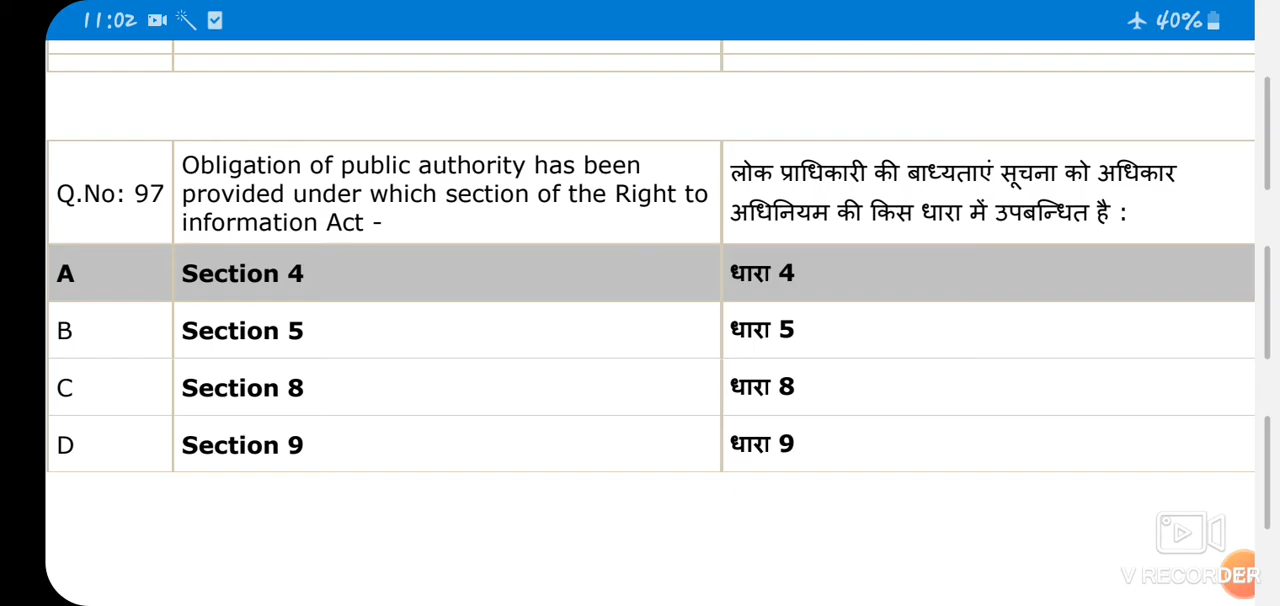 11:02 40%
Q.No: 97 Obligation of public authority has been provided under which section of the Right to information Act - लोक प्राधिकारी की बाध्यताएं सूचना को अधिकार अधिनियम की किस धारा में उपबन्धित है :
A Section 4 धारा 4
B Section 5 धारा 5
C Section 8 धारा 8
D Section 9 धारा 9
V RECORDER